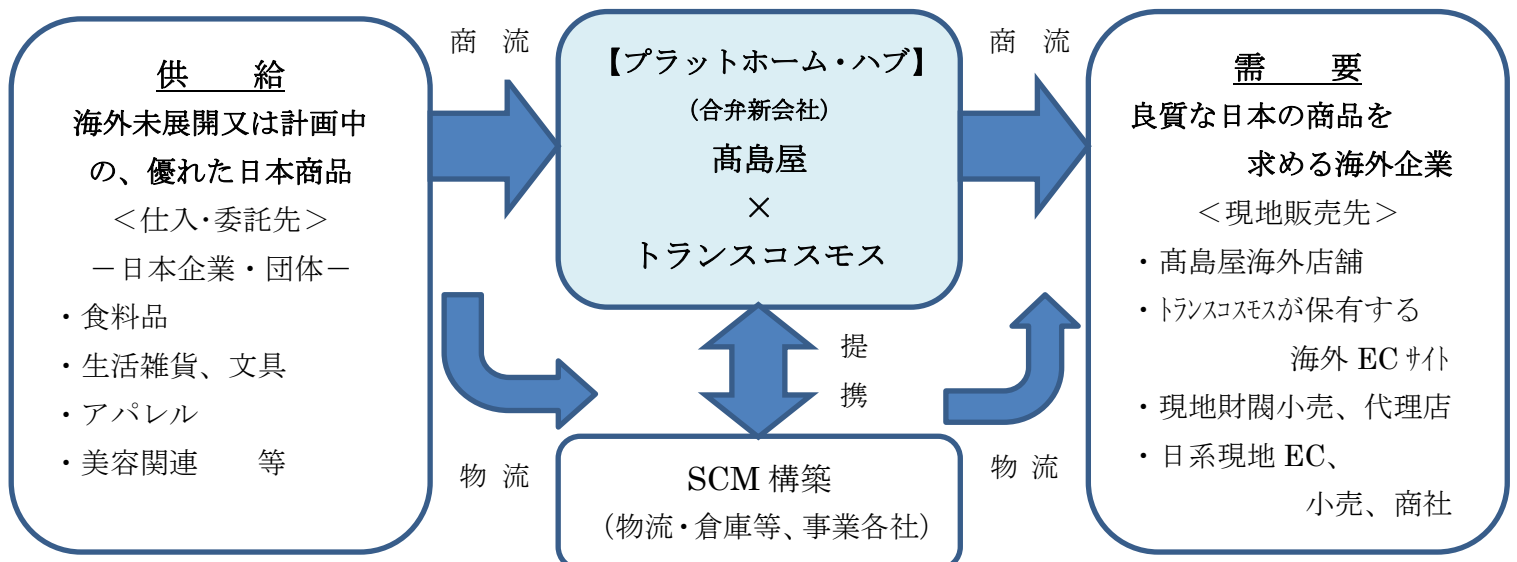 供　　給
海外未展開又は計画中
の、優れた日本商品
＜仕入・委託先＞
－日本企業・団体－
・食料品
・生活雑貨、文具
・アパレル
・美容関連　　等
商　流
物　流
【プラットホーム・ハブ】
（合弁新会社）
髙島屋
×
トランスコスモス
提
携
SCM 構築
（物流・倉庫等、事業各社）
商　流
物　流
需　　要
良質な日本の商品を
求める海外企業
＜現地販売先＞
・髙島屋海外店舗
・ﾄﾗﾝｽｺｽﾓｽが保有する
海外 EC ｻｲﾄ
・現地財閥小売、代理店
・日系現地 EC、
小売、商社